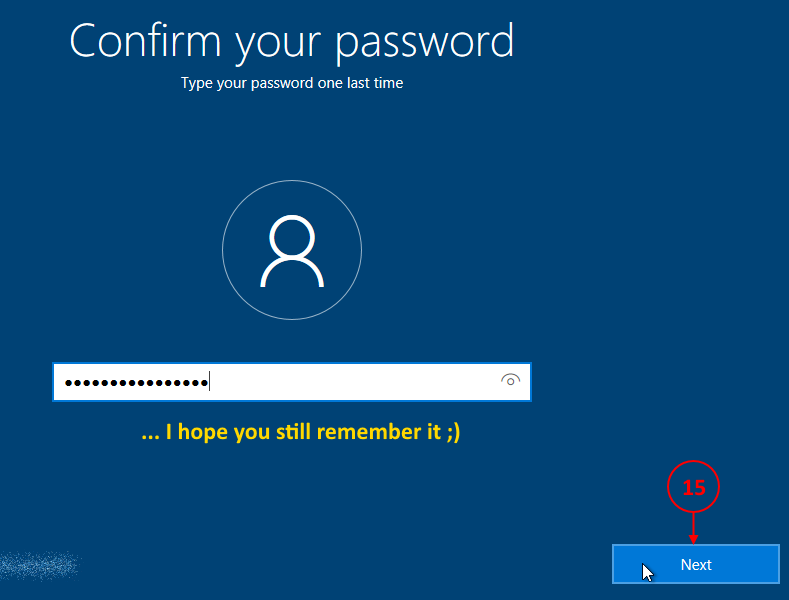 Confirm your password
Type your password one last time
••••••••••••••••
... I hope you still remember it ;)
15
Next